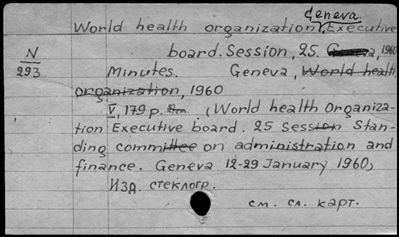 Geneva.
World health organization, Executive
board. Session, 25. Geneva, 1960
N
293
Minutes. Geneva, World health
organization, 1960
V, 179 p. (World health Organiza-
tion Executive board. 25 Session Stan-
ding committee on administration and
finance. Geneva 12-29 January 1960)
Изд. стеклогр.
см. сл. карт.